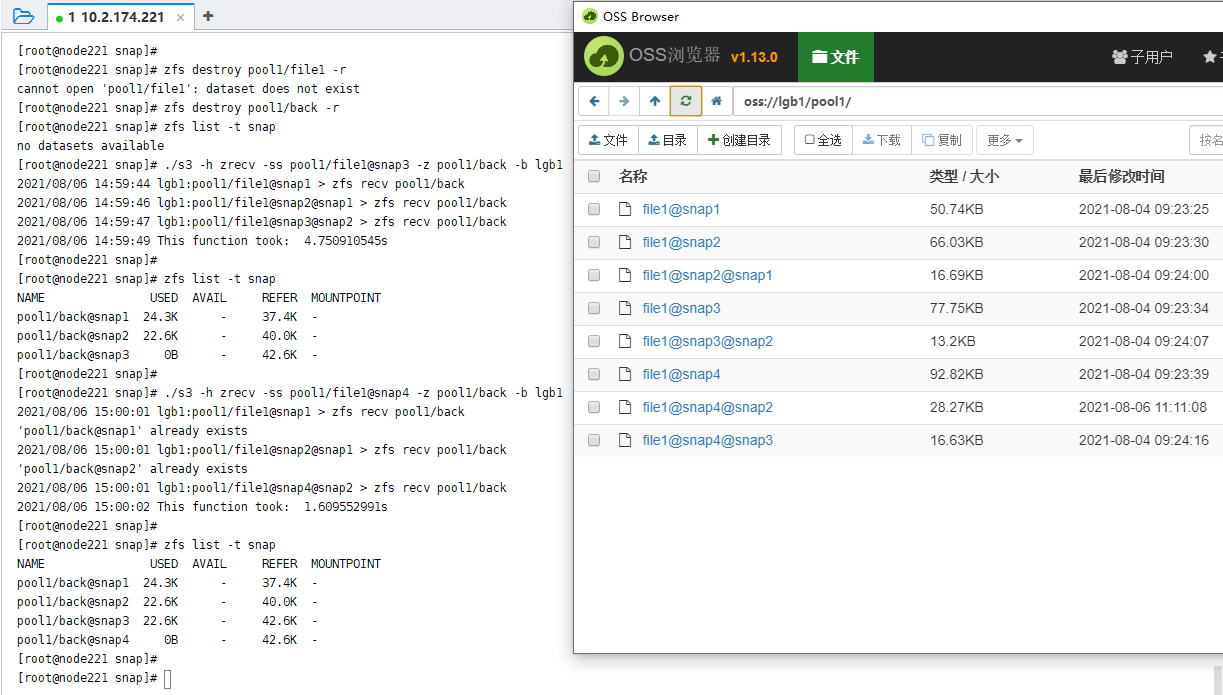 1 10.2.174.221 × +
[root@node221 snap]#
[root@node221 snap]# zfs destroy pool1/file1 -r
cannot open 'pool1/file1': dataset does not exist
[root@node221 snap]# zfs destroy pool1/back -r
[root@node221 snap]# zfs list -t snap
no datasets available
[root@node221 snap]# ./s3 -h zrecv -ss pool1/file1@snap3 -z pool1/back -b lgb1
2021/08/06 14:59:44 lgb1:pool1/file1@snap1 > zfs recv pool1/back
2021/08/06 14:59:46 lgb1:pool1/file1@snap2@snap1 > zfs recv pool1/back
2021/08/06 14:59:47 lgb1:pool1/file1@snap3@snap2 > zfs recv pool1/back
2021/08/06 14:59:49 This function took:  4.750910545s
[root@node221 snap]#
[root@node221 snap]# zfs list -t snap
NAME               USED  AVAIL     REFER  MOUNTPOINT
pool1/back@snap1  24.3K      -     37.4K  -
pool1/back@snap2  22.6K      -     40.0K  -
pool1/back@snap3     0B      -     42.6K  -
[root@node221 snap]#
[root@node221 snap]# ./s3 -h zrecv -ss pool1/file1@snap4 -z pool1/back -b lgb1
2021/08/06 15:00:01 lgb1:pool1/file1@snap1 > zfs recv pool1/back
'pool1/back@snap1' already exists
2021/08/06 15:00:01 lgb1:pool1/file1@snap2@snap1 > zfs recv pool1/back
'pool1/back@snap2' already exists
2021/08/06 15:00:01 lgb1:pool1/file1@snap4@snap2 > zfs recv pool1/back
2021/08/06 15:00:02 This function took:  1.609552991s
[root@node221 snap]#
[root@node221 snap]# zfs list -t snap
NAME               USED  AVAIL     REFER  MOUNTPOINT
pool1/back@snap1  24.3K      -     37.4K  -
pool1/back@snap2  22.6K      -     40.0K  -
pool1/back@snap3  22.6K      -     42.6K  -
pool1/back@snap4     0B      -     42.6K  -
[root@node221 snap]#
[root@node221 snap]#
OSS Browser
OSS浏览器 v1.13.0 文件 子用户
oss://lgb1/pool1/
文件 目录 创建目录 全选 下载 复制 更多 按名
名称 类型 / 大小 最后修改时间
file1@snap1 50.74KB 2021-08-04 09:23:25
file1@snap2 66.03KB 2021-08-04 09:23:30
file1@snap2@snap1 16.69KB 2021-08-04 09:24:00
file1@snap3 77.75KB 2021-08-04 09:23:34
file1@snap3@snap2 13.2KB 2021-08-04 09:24:07
file1@snap4 92.82KB 2021-08-04 09:23:39
file1@snap4@snap2 28.27KB 2021-08-06 11:11:08
file1@snap4@snap3 16.63KB 2021-08-04 09:24:16